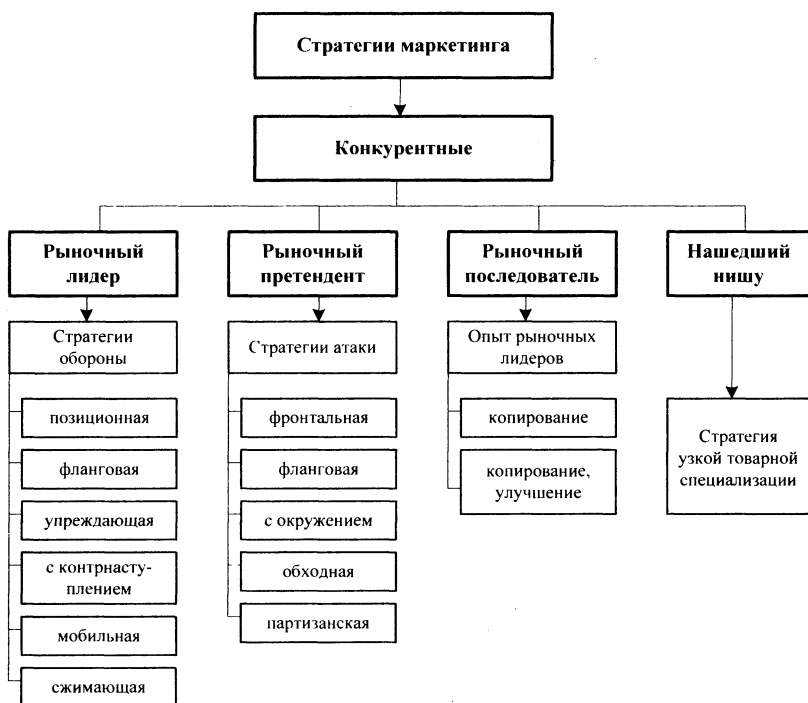 Стратегии маркетинга
Конкурентные
Рыночный
лидер
Стратегии
обороны
позиционная
фланговая
упреждающая
с контрнасту-
плением
мобильная
сжимающая
Рыночный
претендент
Стратегии атаки
фронтальная
фланговая
с окружением
обходная
партизанская
Рыночный
последователь
Опыт рыночных
лидеров
копирование
копирование,
улучшение
Нашедший
нишу
Стратегия
узкой товарной
специализации